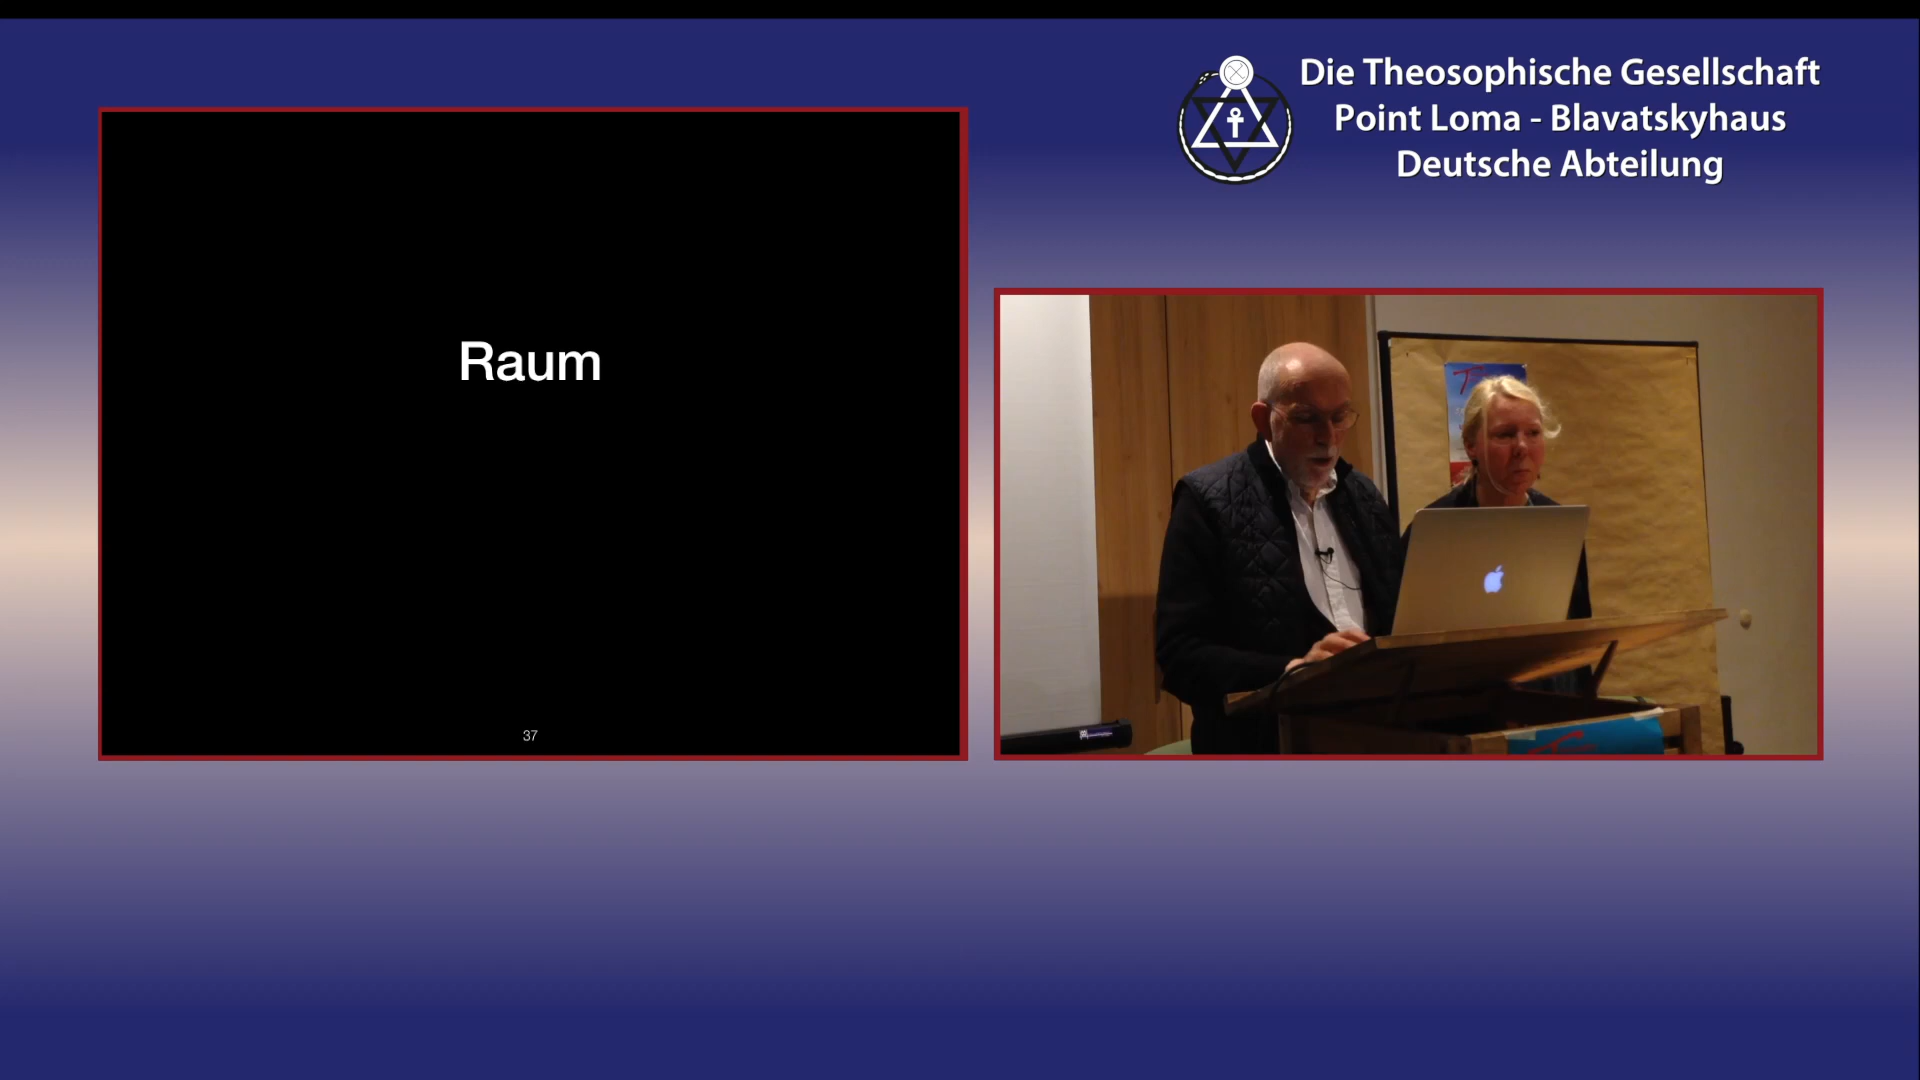 Die Theosophische Gesellschaft
Point Loma - Blavatskyhaus
Deutsche Abteilung
Raum
37